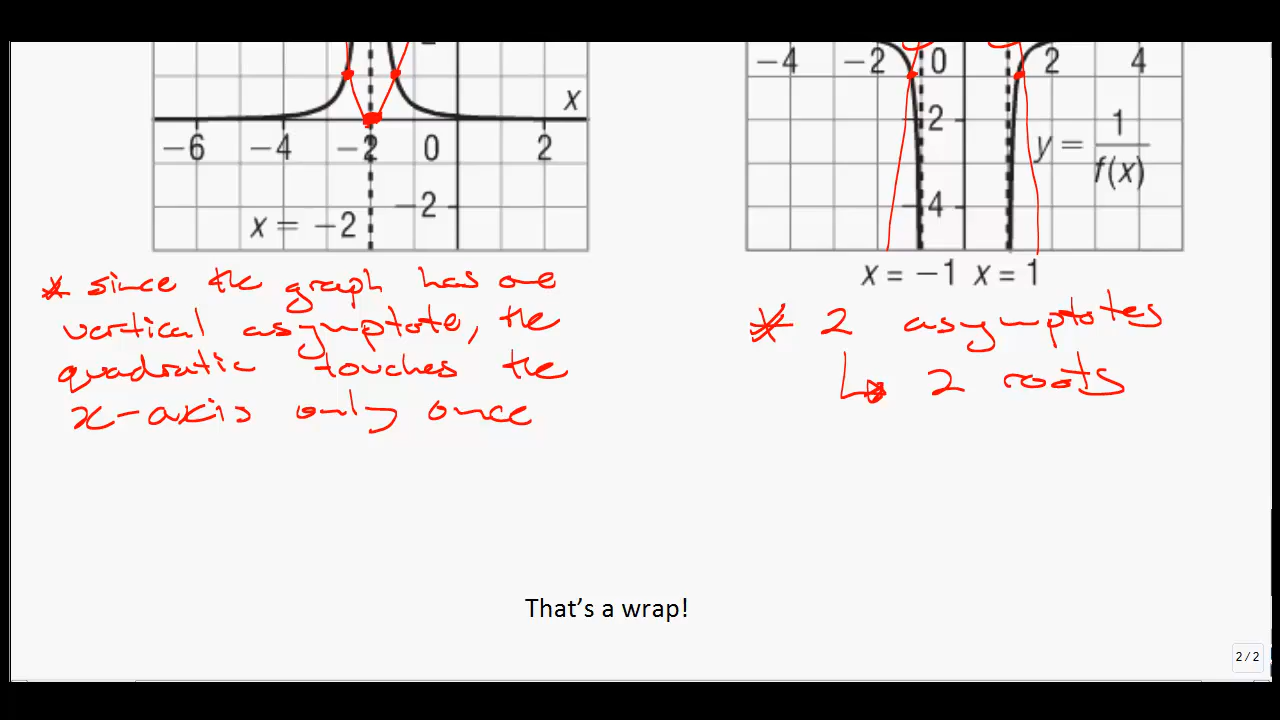 x
−6 −4 −2 0 2
−2
x = −2
* since the graph has one
vertical asymptote, the
quadratic touches the
x-axis only once
−4 −2 0 2 4
2
y = 1/f(x)
−4
x = −1 x = 1
* 2 asymptotes
↳ 2 roots
That's a wrap!
2/2